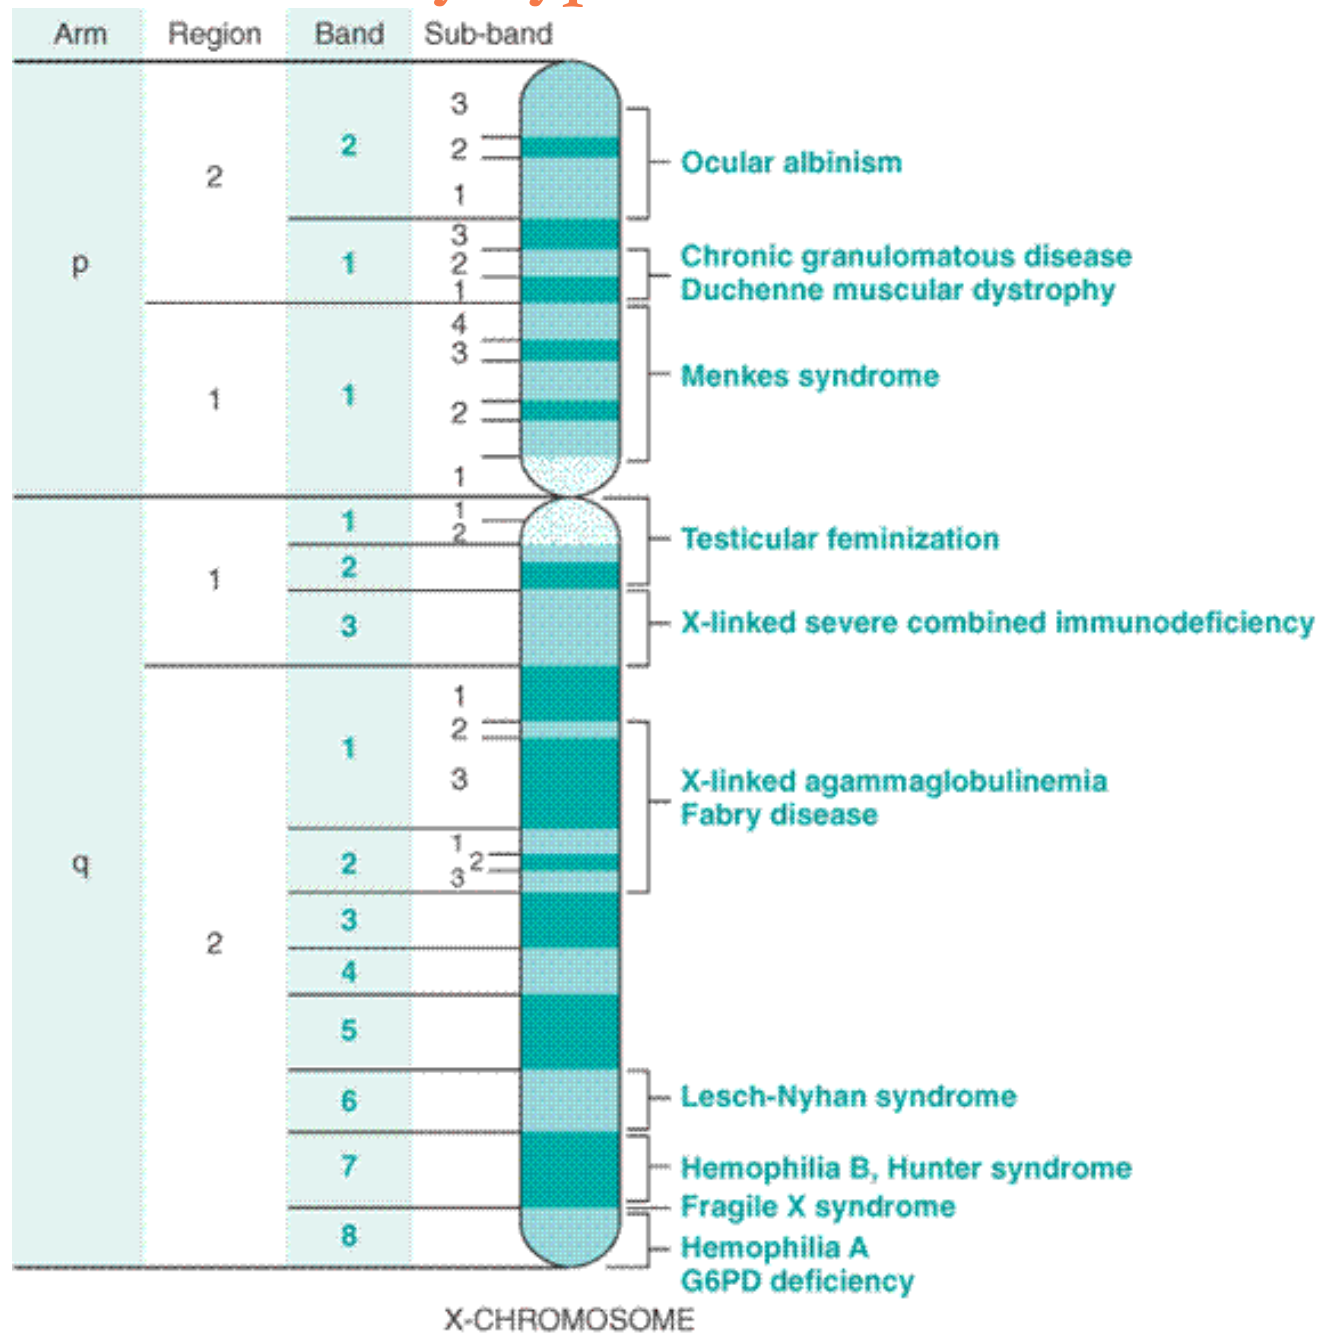 Arm Region Band Sub-band
3
2
2
Ocular albinism
2
1
3
p
1
2
Chronic granulomatous disease
1
Duchenne muscular dystrophy
4
3
1
1
Menkes syndrome
2
1
1
1
2
Testicular feminization
1
2
3
X-linked severe combined immunodeficiency
1
2
1
3
X-linked agammaglobulinemia
Fabry disease
q
2
1
2
3
3
2
4
5
6
Lesch-Nyhan syndrome
7
Hemophilia B, Hunter syndrome
Fragile X syndrome
8
Hemophilia A
G6PD deficiency
X-CHROMOSOME